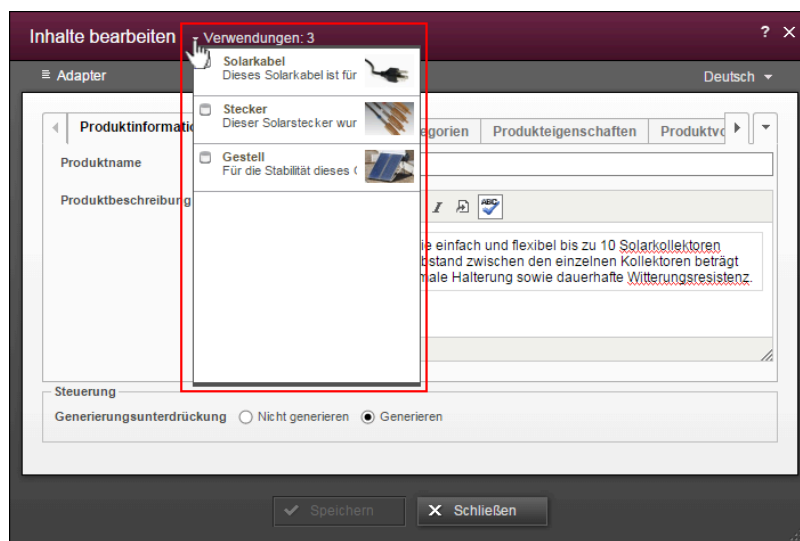 Inhalte bearbeiten Verwendungen: 3 ? X
Adapter Deutsch
Solarkabel
Dieses Solarkabel ist für
Stecker
Dieser Solarstecker wur
Gestell
Für die Stabilität dieses
Produktinformatio egorien Produkteigenschaften Produktvo
Produktname
Produktbeschreibung
I ABC
ie einfach und flexibel bis zu 10 Solarkollektoren
bstand zwischen den einzelnen Kollektoren beträgt
male Halterung sowie dauerhafte Witterungsresistenz.
Steuerung
Generierungsunterdrückung Nicht generieren Generieren
Speichern X Schließen